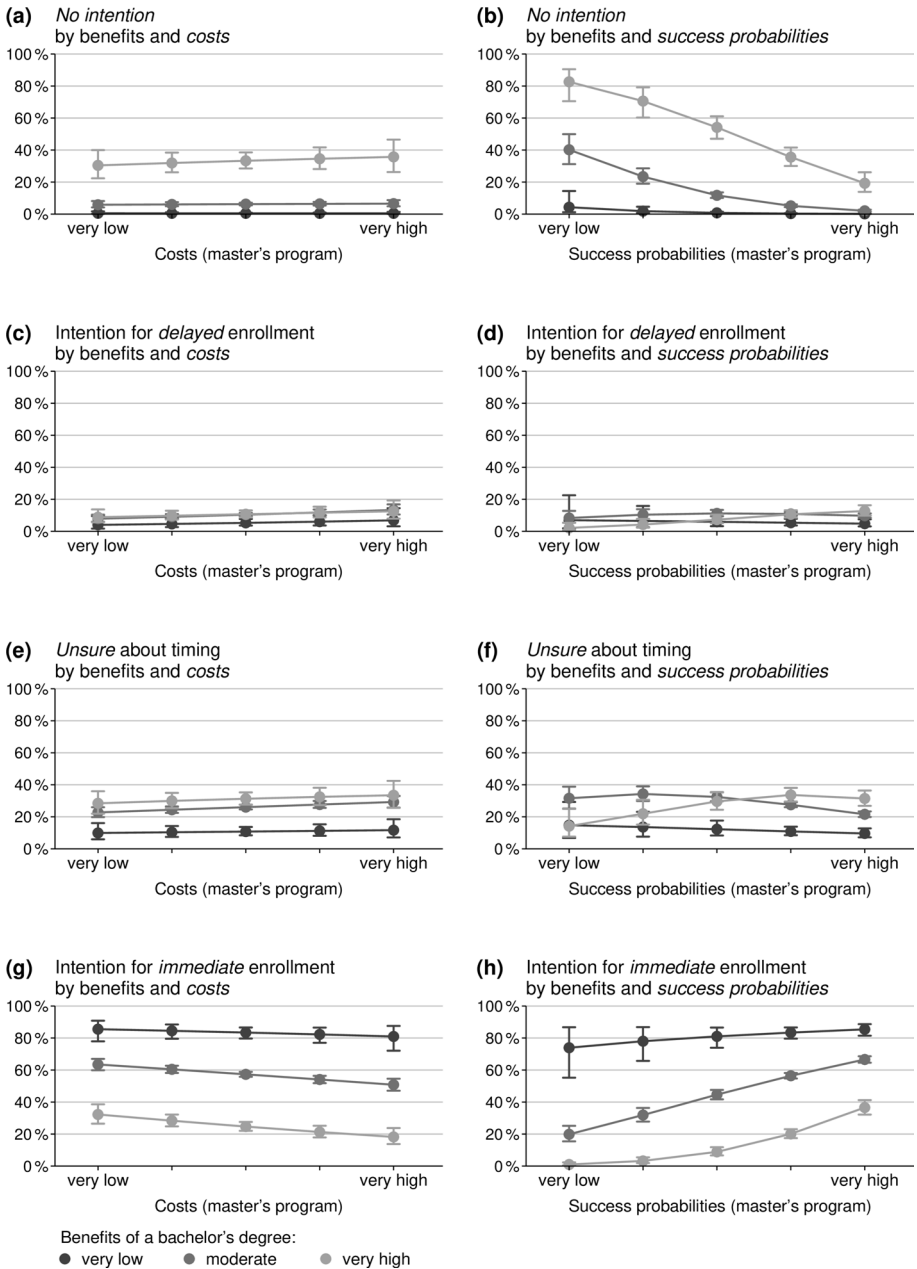 (a) No intention
by benefits and costs
100 %
80 %
60 %
40 %
20 %
0 %
very low
very high
Costs (master’s program)
(b) No intention
by benefits and success probabilities
100 %
80 %
60 %
40 %
20 %
0 %
very low
very high
Success probabilities (master’s program)
(c) Intention for delayed enrollment
by benefits and costs
100 %
80 %
60 %
40 %
20 %
0 %
very low
very high
Costs (master’s program)
(d) Intention for delayed enrollment
by benefits and success probabilities
100 %
80 %
60 %
40 %
20 %
0 %
very low
very high
Success probabilities (master’s program)
(e) Unsure about timing
by benefits and costs
100 %
80 %
60 %
40 %
20 %
0 %
very low
very high
Costs (master’s program)
(f) Unsure about timing
by benefits and success probabilities
100 %
80 %
60 %
40 %
20 %
0 %
very low
very high
Success probabilities (master’s program)
(g) Intention for immediate enrollment
by benefits and costs
100 %
80 %
60 %
40 %
20 %
0 %
very low
very high
Costs (master’s program)
(h) Intention for immediate enrollment
by benefits and success probabilities
100 %
80 %
60 %
40 %
20 %
0 %
very low
very high
Success probabilities (master’s program)
Benefits of a bachelor’s degree:
very low moderate very high